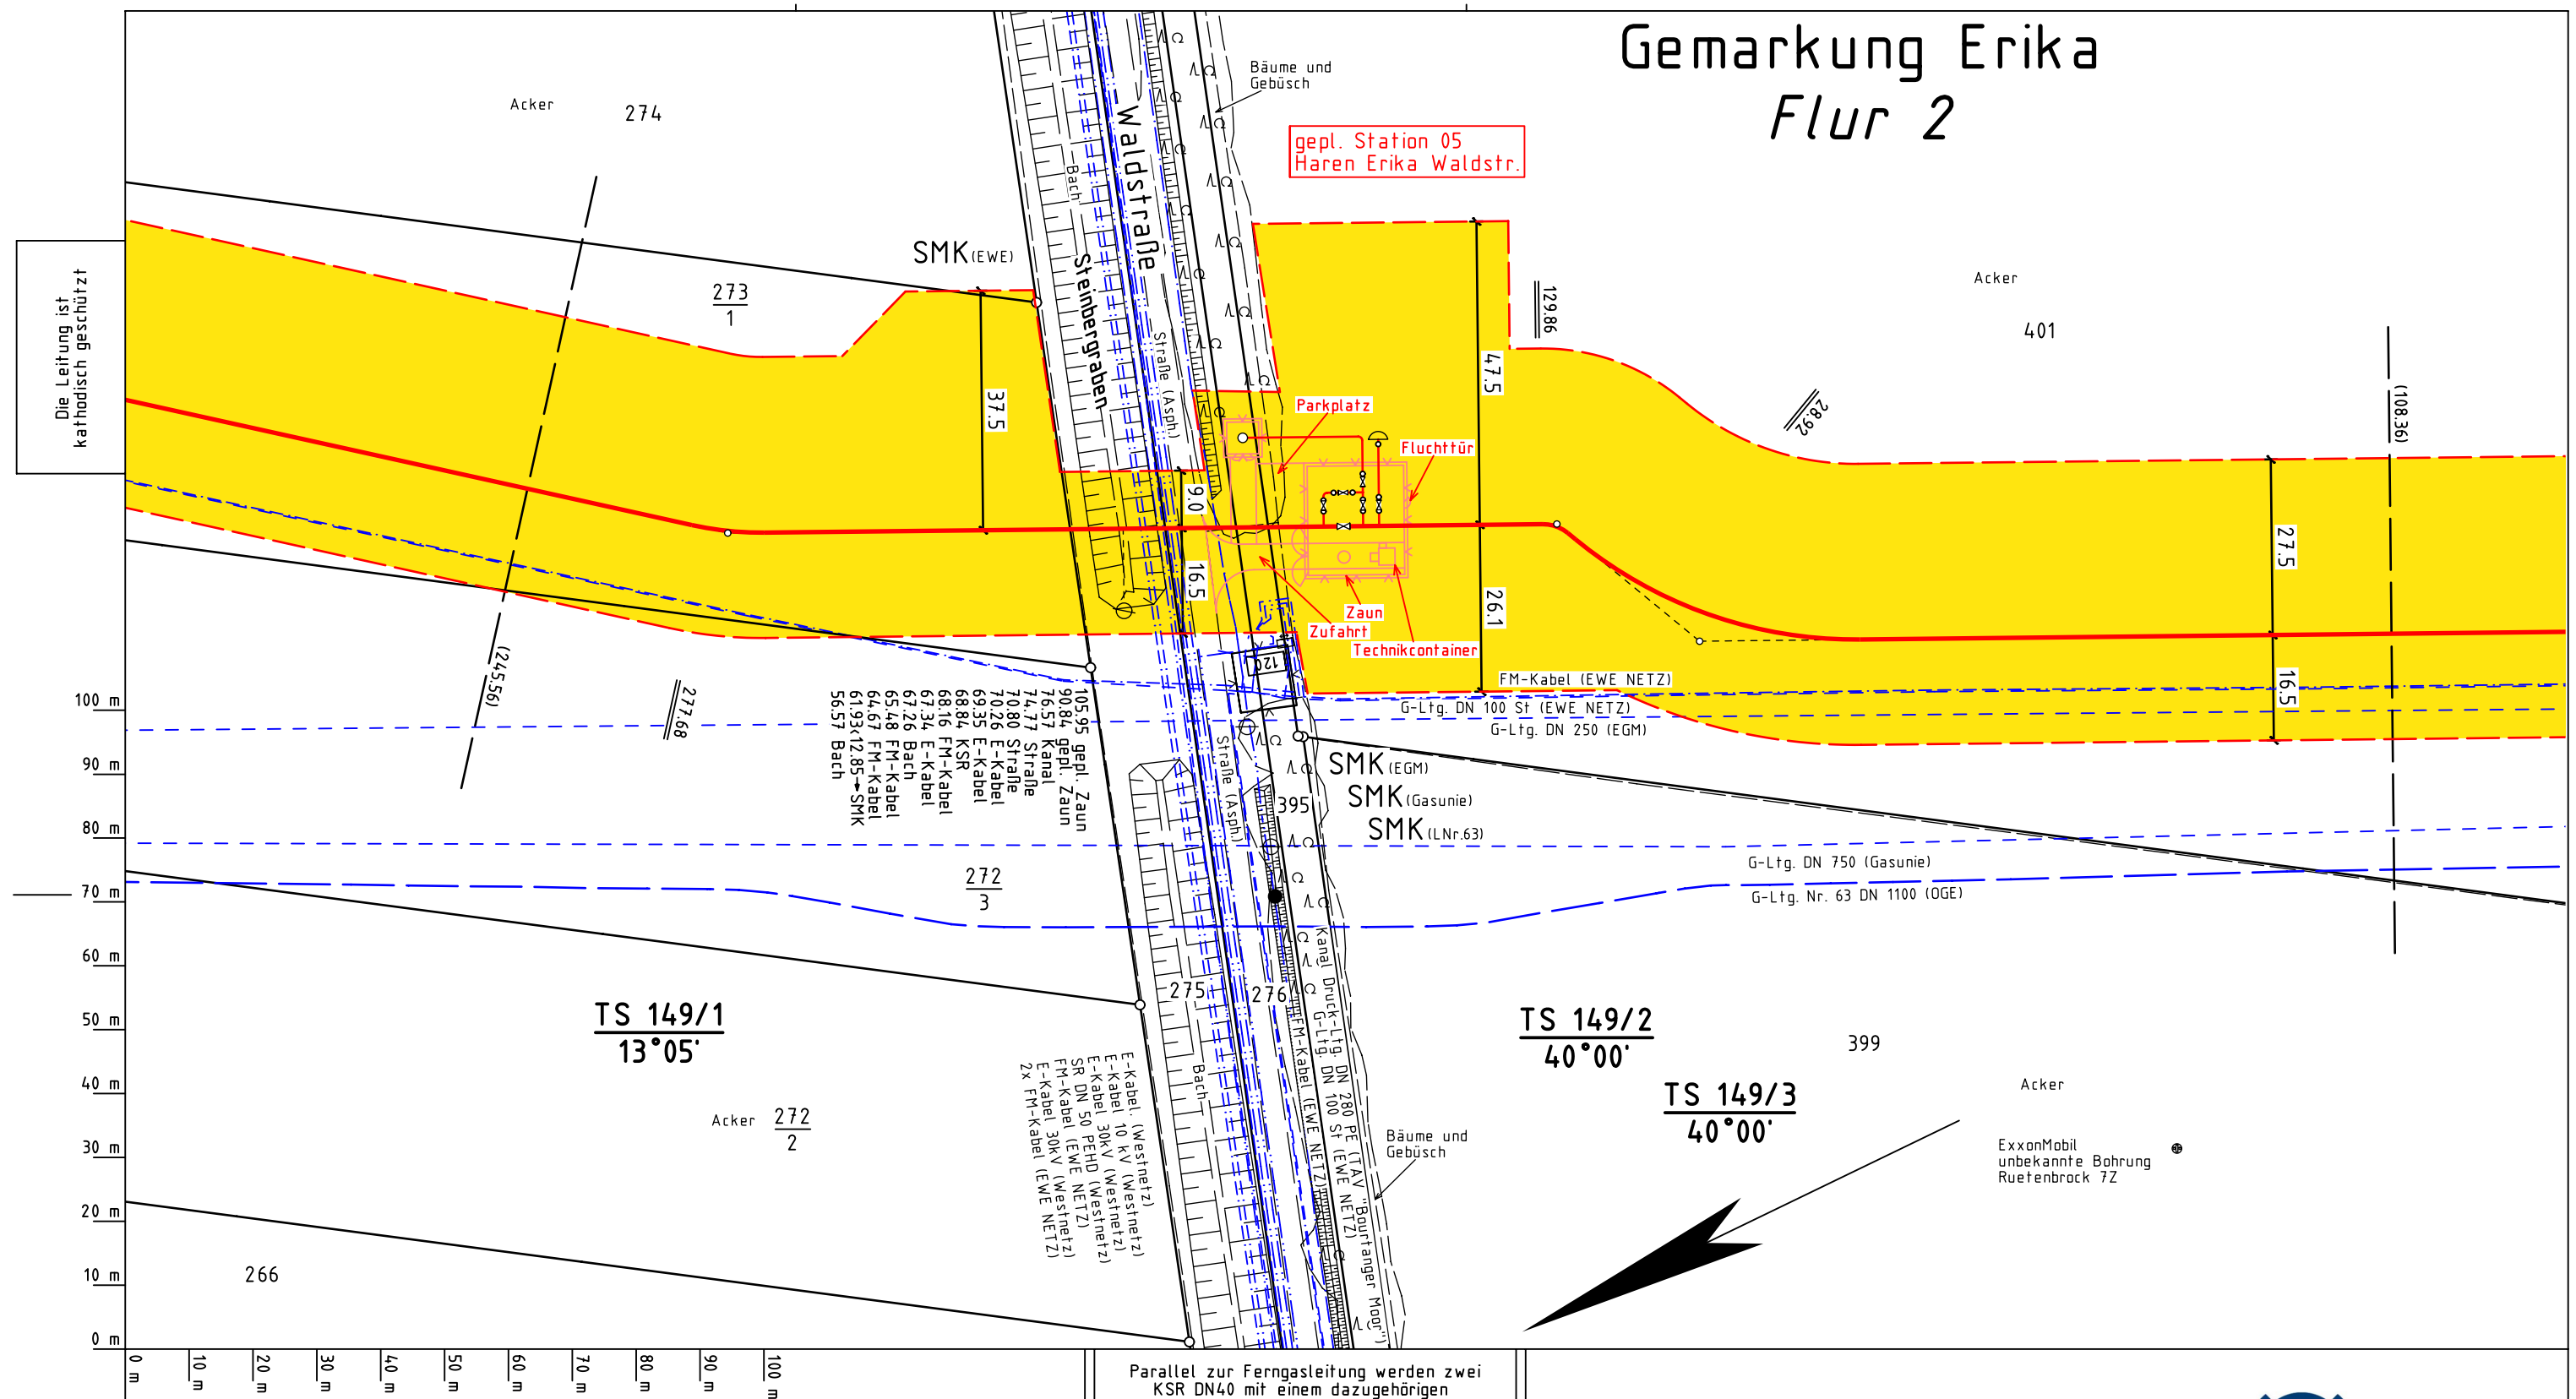 Gemarkung Erika
Flur 2
Bäume und
Gebüsch
gepl. Station 05
Haren Erika Waldstr.
Acker
274
Waldstraße
Bach
Steinbergraben
Straße (Asph.)
SMK (EWE)
273
1
Die Leitung ist
kathodisch geschützt
37.5
9.0
16.5
47.5
26.1
129.86
28.92
Acker
401
(108.36)
27.5
16.5
Parkplatz
Fluchttür
Zaun
Zufahrt
Technikcontainer
120
(245.56)
277.68
105.95 gepl. Zaun
90.84 gepl. Zaun
76.57 Kanal
74.77 Straße
70.80 Straße
70.26 E-Kabel
69.35 E-Kabel
68.84 KSR
68.16 FM-Kabel
67.34 E-Kabel
67.26 Bach
65.48 FM-Kabel
64.67 FM-Kabel
61.93<12.85→SMK
56.57 Bach
FM-Kabel (EWE NETZ)
G-Ltg. DN 100 St (EWE NETZ)
G-Ltg. DN 250 (EGM)
SMK (EGM)
SMK (Gasunie)
SMK (LNr.63)
Straße (Asph.)
395
G-Ltg. DN 750 (Gasunie)
G-Ltg. Nr. 63 DN 1100 (OGE)
272
3
275
276
TS 149/1
13°05'
TS 149/2
40°00'
TS 149/3
40°00'
399
Acker
ExxonMobil
unbekannte Bohrung
Ruetenbrock 7Z
Acker
272
2
Bach
E-Kabel. (Westnetz)
E-Kabel 10 kV (Westnetz)
E-Kabel 30kV (Westnetz)
SR DN 50 PEHD (Westnetz)
FM-Kabel (EWE NETZ)
E-Kabel 30kV (Westnetz)
2x FM-Kabel (EWE NETZ)
Kanal Druck-Ltg. DN 280 PE (TAV "Bourtanger Moor")
G-Ltg. DN 100 St (EWE NETZ)
FM-Kabel (EWE NETZ)
Bäume und
Gebüsch
266
100 m
90 m
80 m
70 m
60 m
50 m
40 m
30 m
20 m
10 m
0 m
0 m
10 m
20 m
30 m
40 m
50 m
60 m
70 m
80 m
90 m
100 m
Parallel zur Ferngasleitung werden zwei
KSR DN40 mit einem dazugehörigen